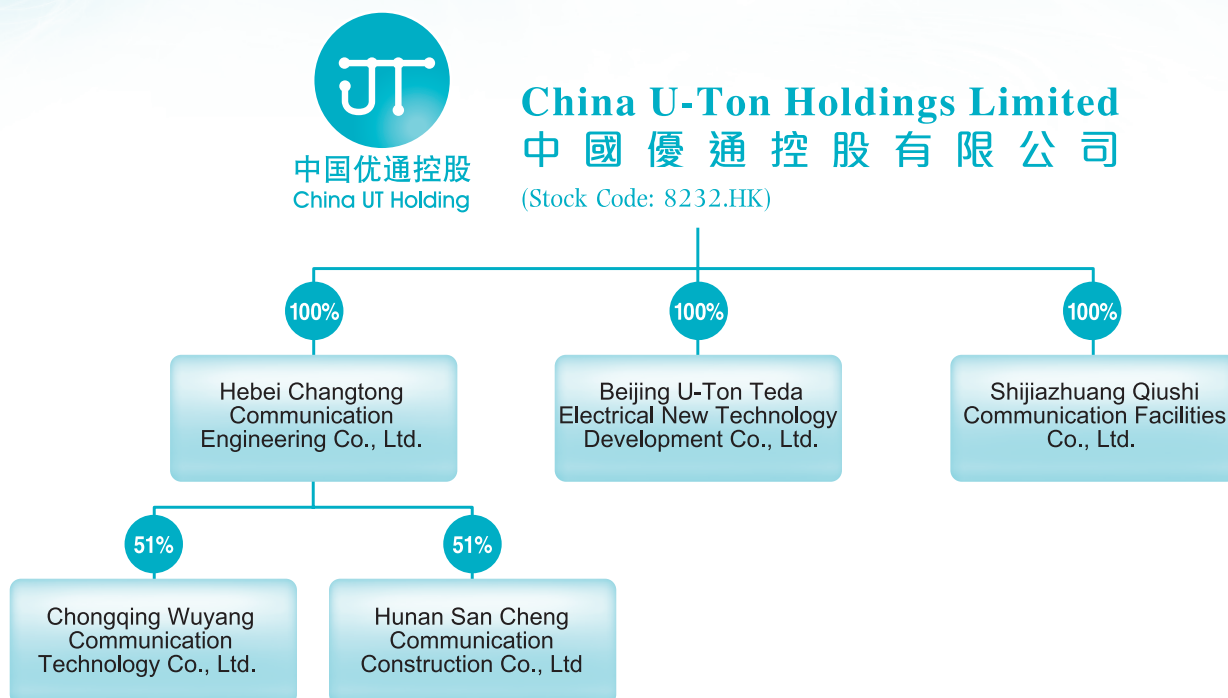 JT
中国优通控股
China UT Holding
China U-Ton Holdings Limited
中國優通控股有限公司
(Stock Code: 8232.HK)
100%
100%
100%
Hebei Changtong
Communication
Engineering Co., Ltd.
Beijing U-Ton Teda
Electrical New Technology
Development Co., Ltd.
Shijiazhuang Qiushi
Communication Facilities
Co., Ltd.
51%
51%
Chongqing Wuyang
Communication
Technology Co., Ltd.
Hunan San Cheng
Communication
Construction Co., Ltd